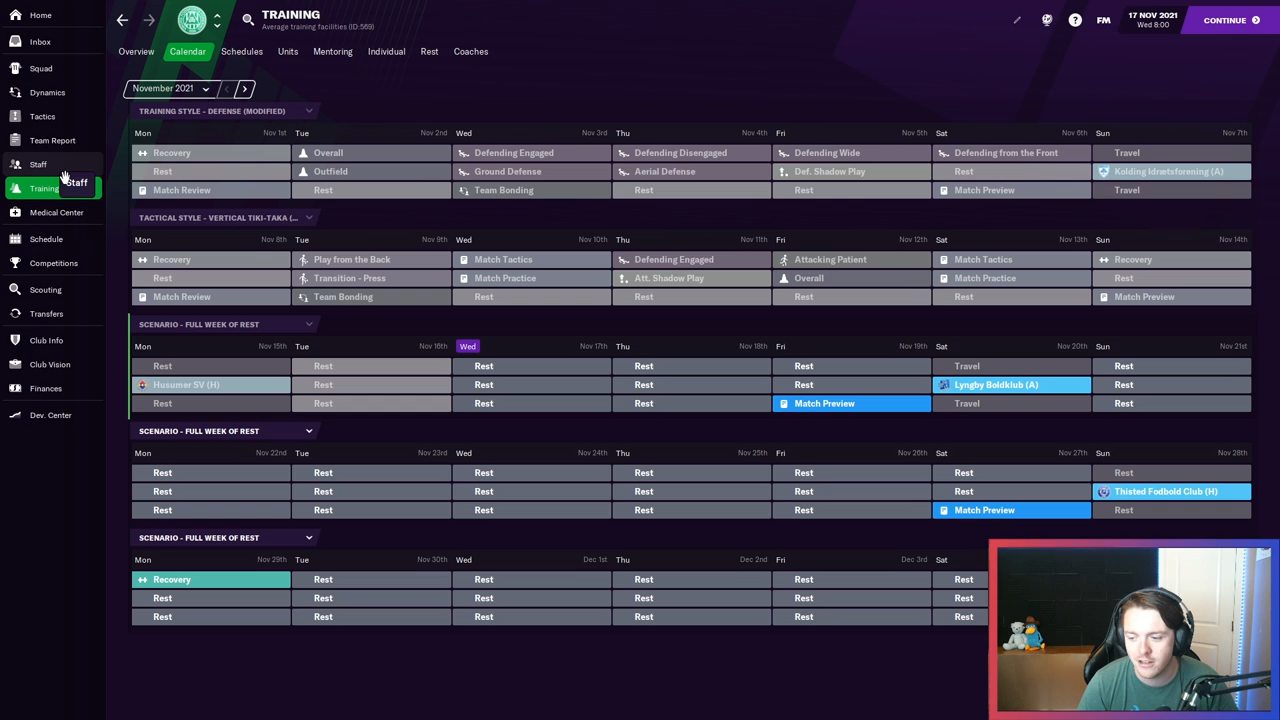 Home
Inbox
Squad
Dynamics
Tactics
Team Report
Staff
Training
Staff
Medical Center
Schedule
Competitions
Scouting
Transfers
Club Info
Club Vision
Finances
Dev. Center
TRAINING
Average training facilities (ID:569)
FM
17 NOV 2021
Wed 8:00
CONTINUE
Overview Calendar Schedules Units Mentoring Individual Rest Coaches
November 2021
TRAINING STYLE - DEFENSE (MODIFIED)
Mon Nov 1st Tue Nov 2nd Wed Nov 3rd Thu Nov 4th Fri Nov 5th Sat Nov 6th Sun Nov 7th
Recovery Overall Defending Engaged Defending Disengaged Defending Wide Defending from the Front Travel
Rest Outfield Ground Defense Aerial Defense Def. Shadow Play Rest Kolding Idrætsforening (A)
Match Review Rest Team Bonding Rest Rest Match Preview Travel
TACTICAL STYLE - VERTICAL TIKI-TAKA (...
Mon Nov 8th Tue Nov 9th Wed Nov 10th Thu Nov 11th Fri Nov 12th Sat Nov 13th Sun Nov 14th
Recovery Play from the Back Match Tactics Defending Engaged Attacking Patient Match Tactics Recovery
Rest Transition - Press Match Practice Att. Shadow Play Overall Match Practice Rest
Match Review Team Bonding Rest Rest Rest Rest Match Preview
SCENARIO - FULL WEEK OF REST
Mon Nov 15th Tue Nov 16th Wed Nov 17th Thu Nov 18th Fri Nov 19th Sat Nov 20th Sun Nov 21st
Rest Rest Rest Rest Rest Travel Rest
Husumer SV (H) Rest Rest Rest Rest Lyngby Boldklub (A) Rest
Rest Rest Rest Rest Match Preview Travel Rest
SCENARIO - FULL WEEK OF REST
Mon Nov 22nd Tue Nov 23rd Wed Nov 24th Thu Nov 25th Fri Nov 26th Sat Nov 27th Sun Nov 28th
Rest Rest Rest Rest Rest Rest Rest
Rest Rest Rest Rest Rest Rest Thisted Fodbold Club (H)
Rest Rest Rest Rest Rest Match Preview Rest
SCENARIO - FULL WEEK OF REST
Mon Nov 29th Tue Nov 30th Wed Dec 1st Thu Dec 2nd Fri Dec 3rd Sat
Recovery Rest Rest Rest Rest Rest
Rest Rest Rest Rest Rest Rest
Rest Rest Rest Rest Rest Rest